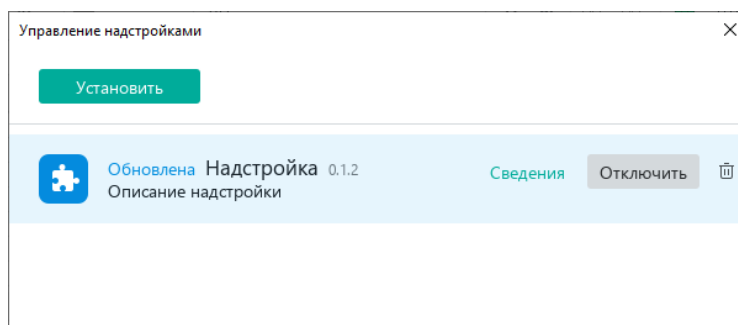 Управление надстройками
Установить
Обновлена Надстройка 0.1.2 Сведения Отключить
Описание надстройки